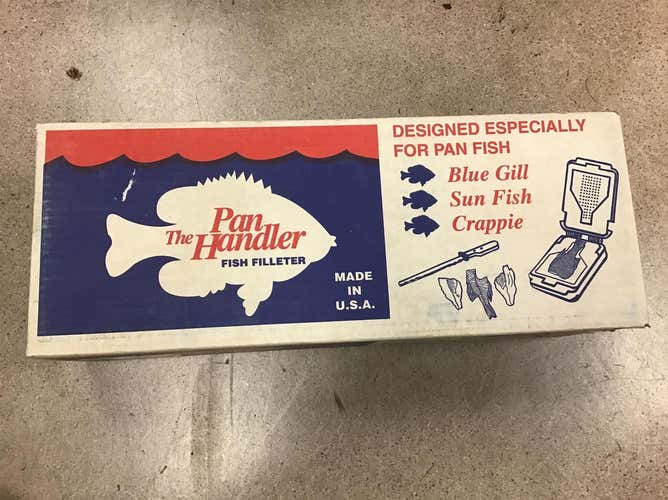 The Pan
Handler
FISH FILLETER
MADE
IN
U.S.A.
DESIGNED ESPECIALLY
FOR PAN FISH
Blue Gill
Sun Fish
Crappie